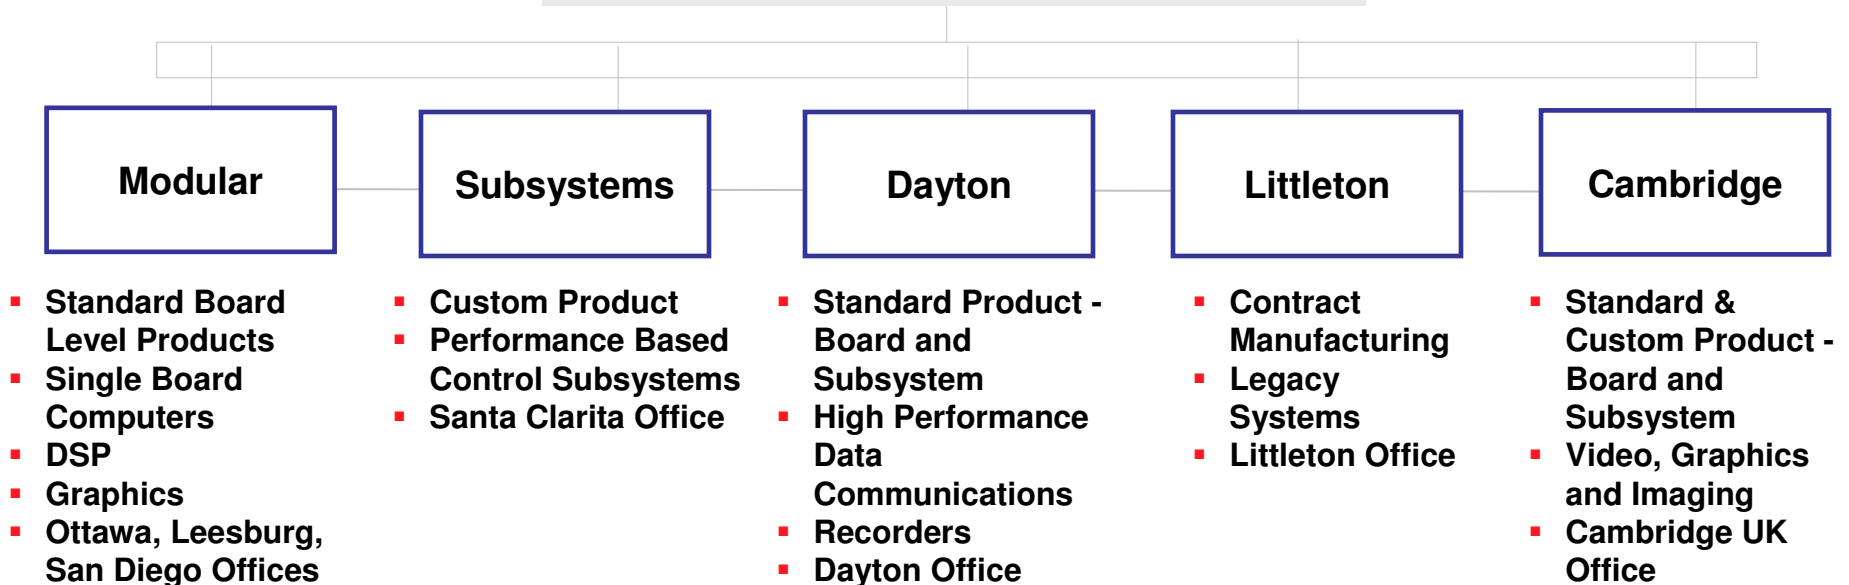 Modular
Subsystems
Dayton
Littleton
Cambridge
▪ Standard Board
Level Products
▪ Single Board
Computers
▪ DSP
▪ Graphics
▪ Ottawa, Leesburg,
San Diego Offices
▪ Custom Product
▪ Performance Based
Control Subsystems
▪ Santa Clarita Office
▪ Standard Product -
Board and
Subsystem
▪ High Performance
Data
Communications
▪ Recorders
▪ Dayton Office
▪ Contract
Manufacturing
▪ Legacy
Systems
▪ Littleton Office
▪ Standard &
Custom Product -
Board and
Subsystem
▪ Video, Graphics
and Imaging
▪ Cambridge UK
Office